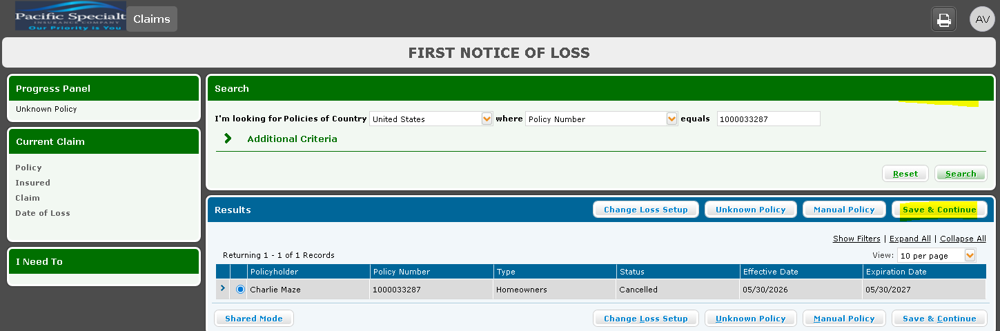 Pacific Specialt
INSURANCE COMPANY
Our Priority is You
Claims
AV
FIRST NOTICE OF LOSS
Progress Panel
Unknown Policy
Current Claim
Policy
Insured
Claim
Date of Loss
I Need To
Search
I'm looking for Policies of Country United States where Policy Number equals 1000033287
Additional Criteria
Reset Search
Results Change Loss Setup Unknown Policy Manual Policy Save & Continue
Show Filters | Expand All | Collapse All
Returning 1 - 1 of 1 Records View: 10 per page
Policyholder Policy Number Type Status Effective Date Expiration Date
Charlie Maze 1000033287 Homeowners Cancelled 05/30/2026 05/30/2027
Shared Mode Change Loss Setup Unknown Policy Manual Policy Save & Continue